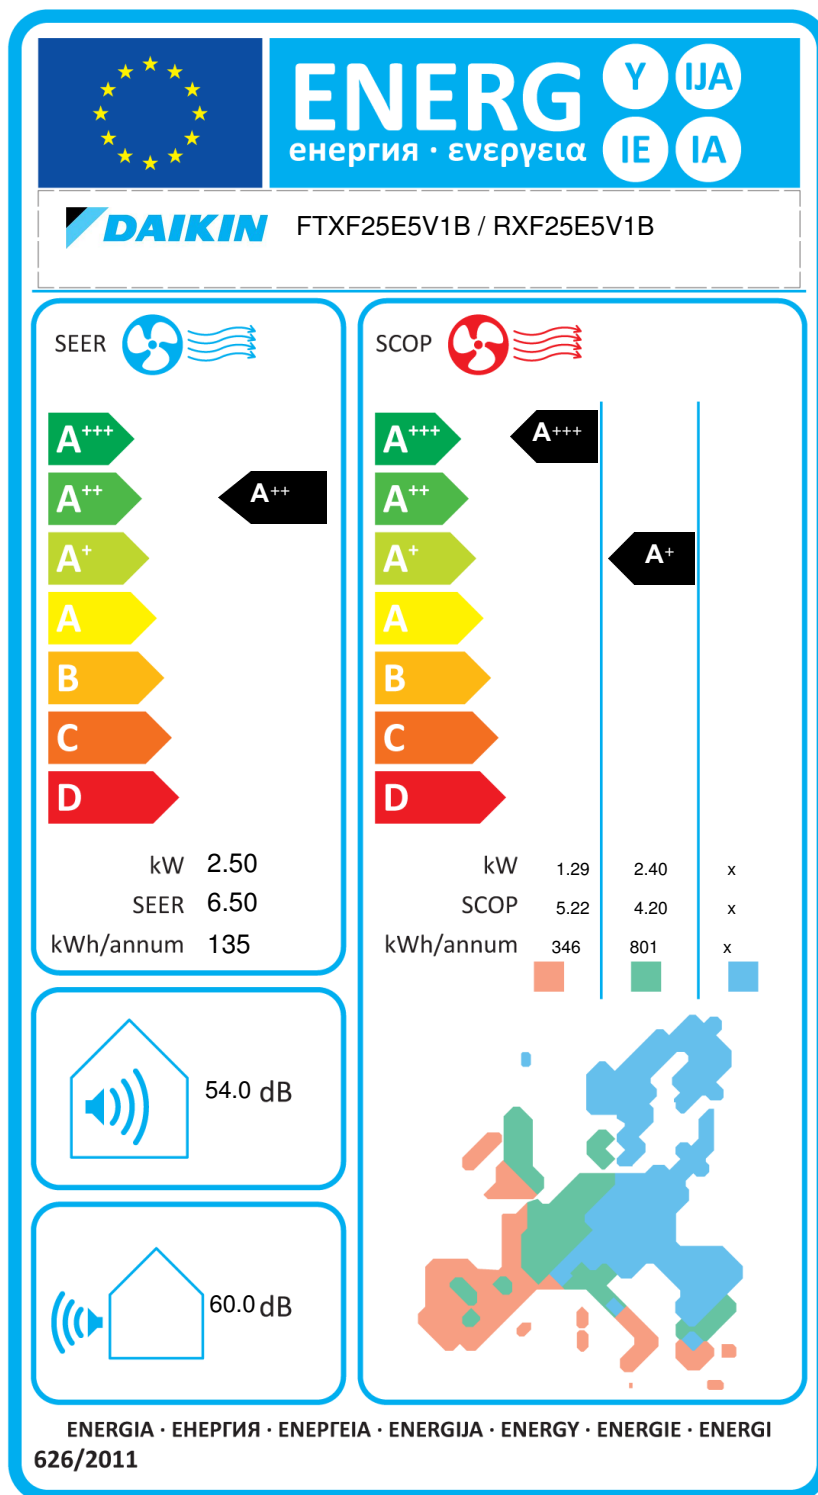 ENERG
енергия · ενεργεια
Y
IJA
IE
IA
DAIKIN
FTXF25E5V1B / RXF25E5V1B
SEER
A+++
A++
A+
A
B
C
D
A++
kW 2.50
SEER 6.50
kWh/annum 135
SCOP
A+++
A++
A+
A
B
C
D
A+++
A+
kW 1.29 2.40 x
SCOP 5.22 4.20 x
kWh/annum 346 801 x
54.0 dB
60.0 dB
ENERGIA · ЕНЕРГИЯ · ΕΝΕΡΓΕΙΑ · ENERGIJA · ENERGY · ENERGIE · ENERGI
626/2011